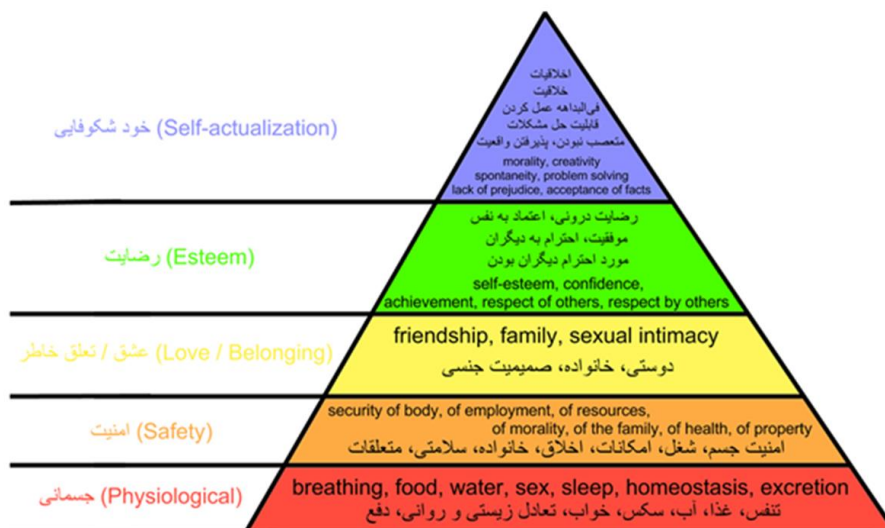 اخلاقیات
خلاقیت
فی‌البداهه عمل کردن
قابلیت حل مشکلات
متعصب نبودن، پذیرفتن واقعیت
morality, creativity
spontaneity, problem solving
lack of prejudice, acceptance of facts
خود شکوفایی (Self-actualization)
رضایت درونی، اعتماد به نفس
موفقیت، احترام به دیگران
مورد احترام دیگران بودن
self-esteem, confidence,
achievement, respect of others, respect by others
رضایت (Esteem)
friendship, family, sexual intimacy
دوستی، خانواده، صمیمیت جنسی
عشق / تعلق خاطر (Love / Belonging)
security of body, of employment, of resources,
of morality, of the family, of health, of property
امنیت جسم، شغل، امکانات، اخلاق، خانواده، سلامتی، متعلقات
امنیت (Safety)
breathing, food, water, sex, sleep, homeostasis, excretion
تنفس، غذا، آب، سکس، خواب، تعادل زیستی و روانی، دفع
جسمانی (Physiological)